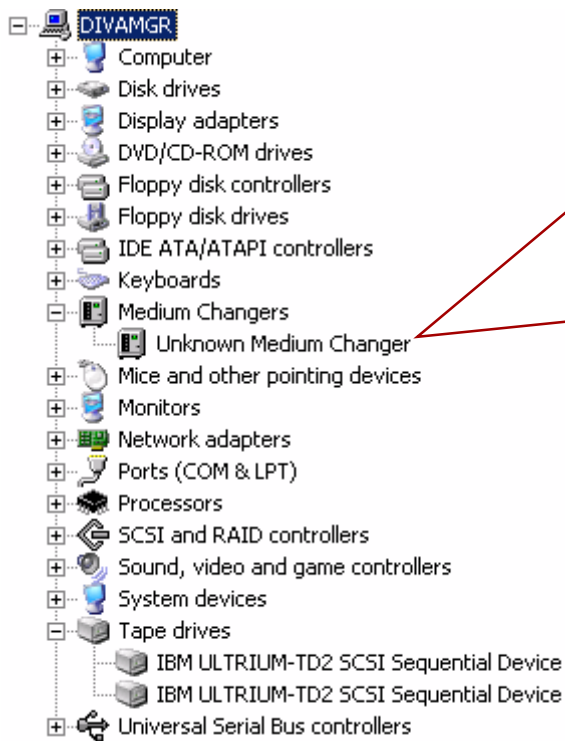 DIVAMGR
Computer
Disk drives
Display adapters
DVD/CD-ROM drives
Floppy disk controllers
Floppy disk drives
IDE ATA/ATAPI controllers
Keyboards
Medium Changers
Unknown Medium Changer
Mice and other pointing devices
Monitors
Network adapters
Ports (COM & LPT)
Processors
SCSI and RAID controllers
Sound, video and game controllers
System devices
Tape drives
IBM ULTRIUM-TD2 SCSI Sequential Device
IBM ULTRIUM-TD2 SCSI Sequential Device
Universal Serial Bus controllers